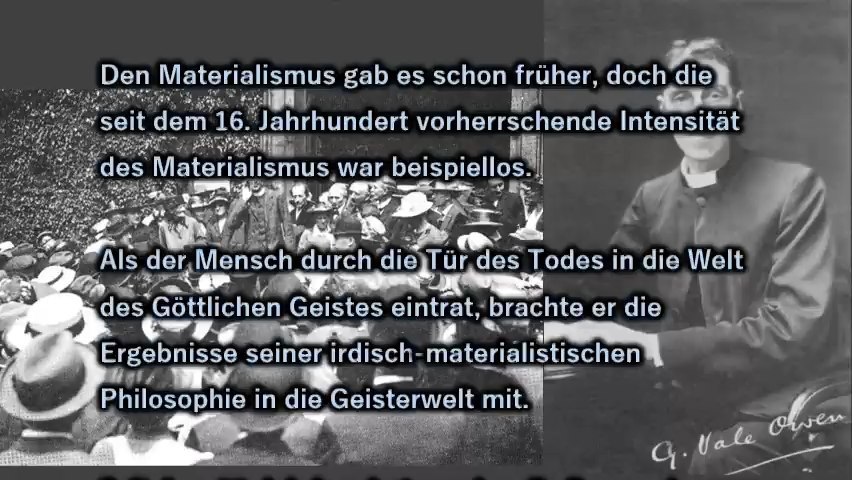 Den Materialismus gab es schon früher, doch die
seit dem 16. Jahrhundert vorherrschende Intensität
des Materialismus war beispiellos.
Als der Mensch durch die Tür des Todes in die Welt
des Göttlichen Geistes eintrat, brachte er die
Ergebnisse seiner irdisch-materialistischen
Philosophie in die Geisterwelt mit.
G. Vale Owen